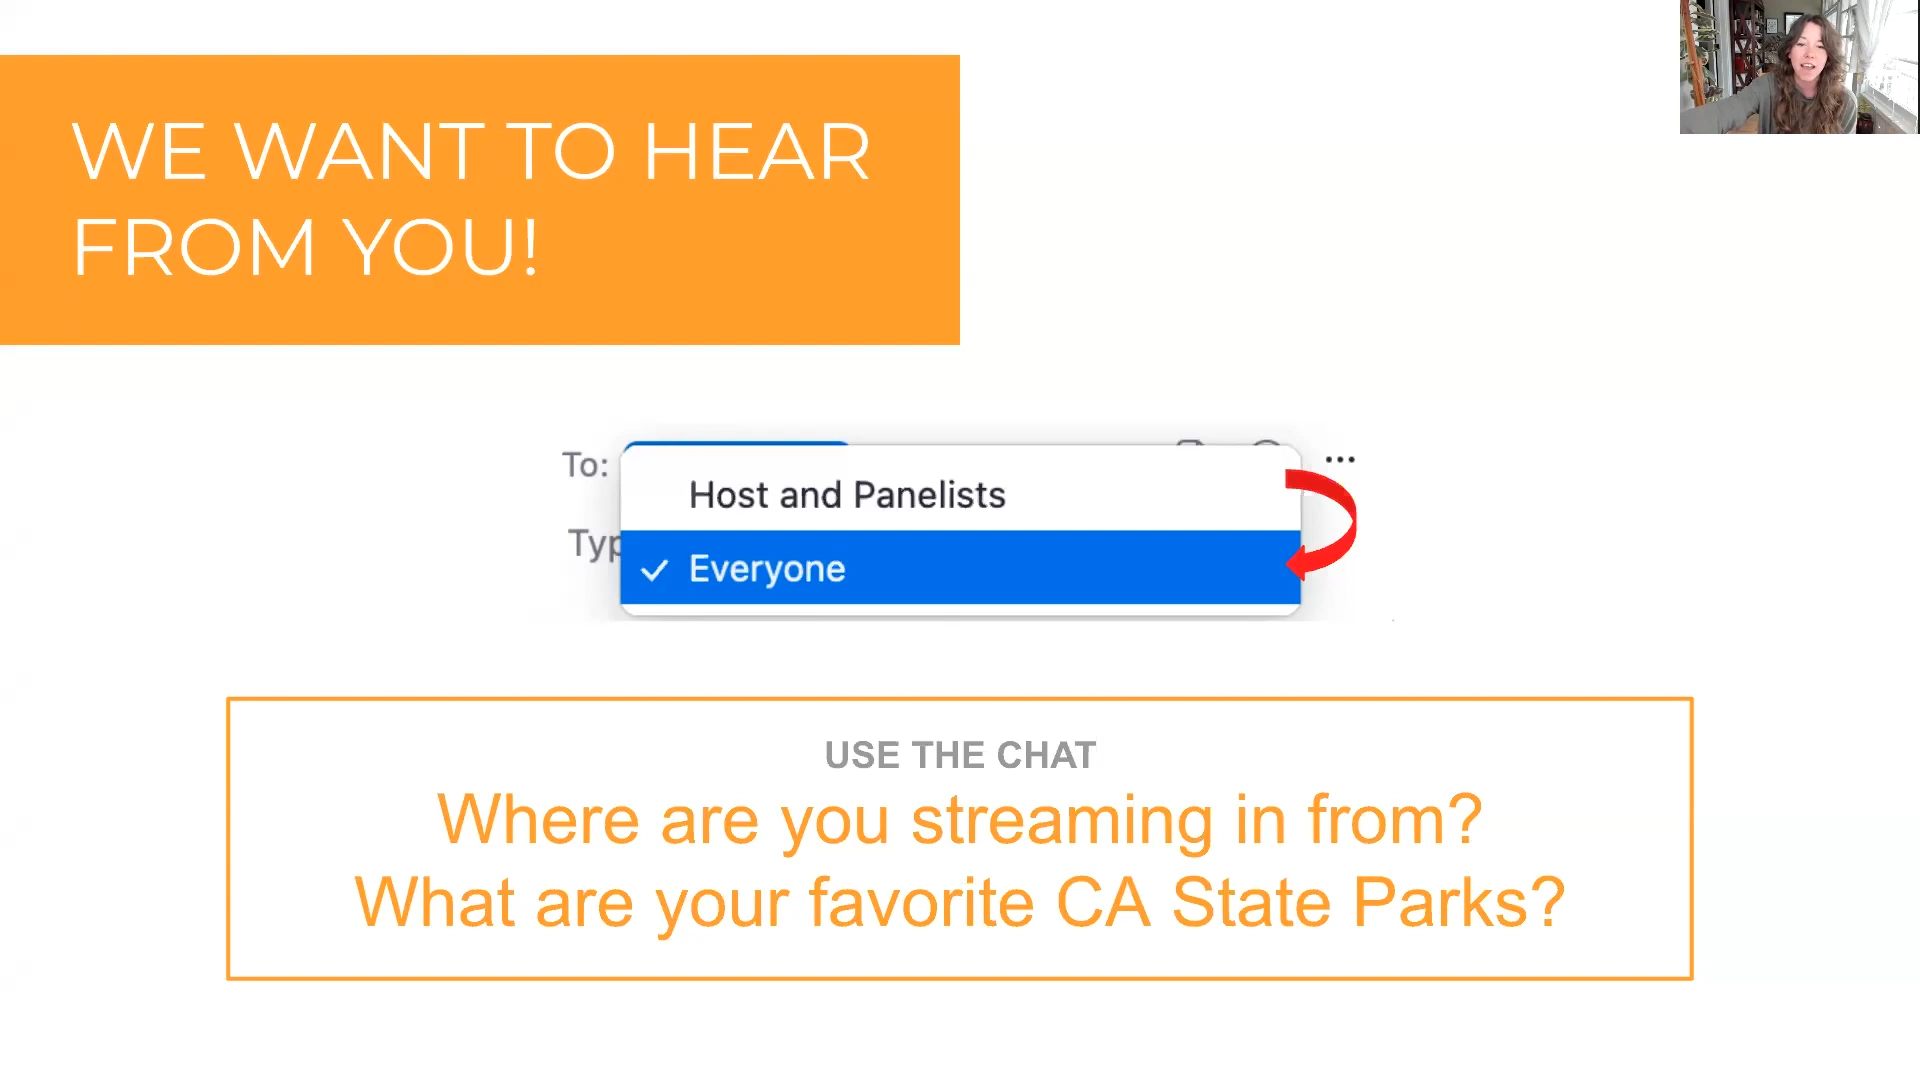 WE WANT TO HEAR
FROM YOU!
To:
Host and Panelists
Typ
Everyone
USE THE CHAT
Where are you streaming in from?
What are your favorite CA State Parks?